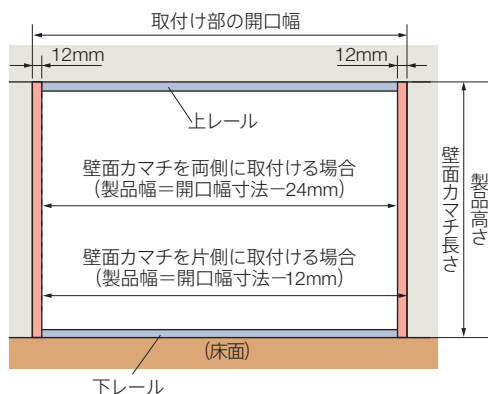 取付け部の開口幅
12mm
12mm
上レール
壁面カマチを両側に取付ける場合
(製品幅＝開口幅寸法－24mm)
壁面カマチを片側に取付ける場合
(製品幅＝開口幅寸法－12mm)
壁面カマチ長さ
製品高さ
(床面)
下レール